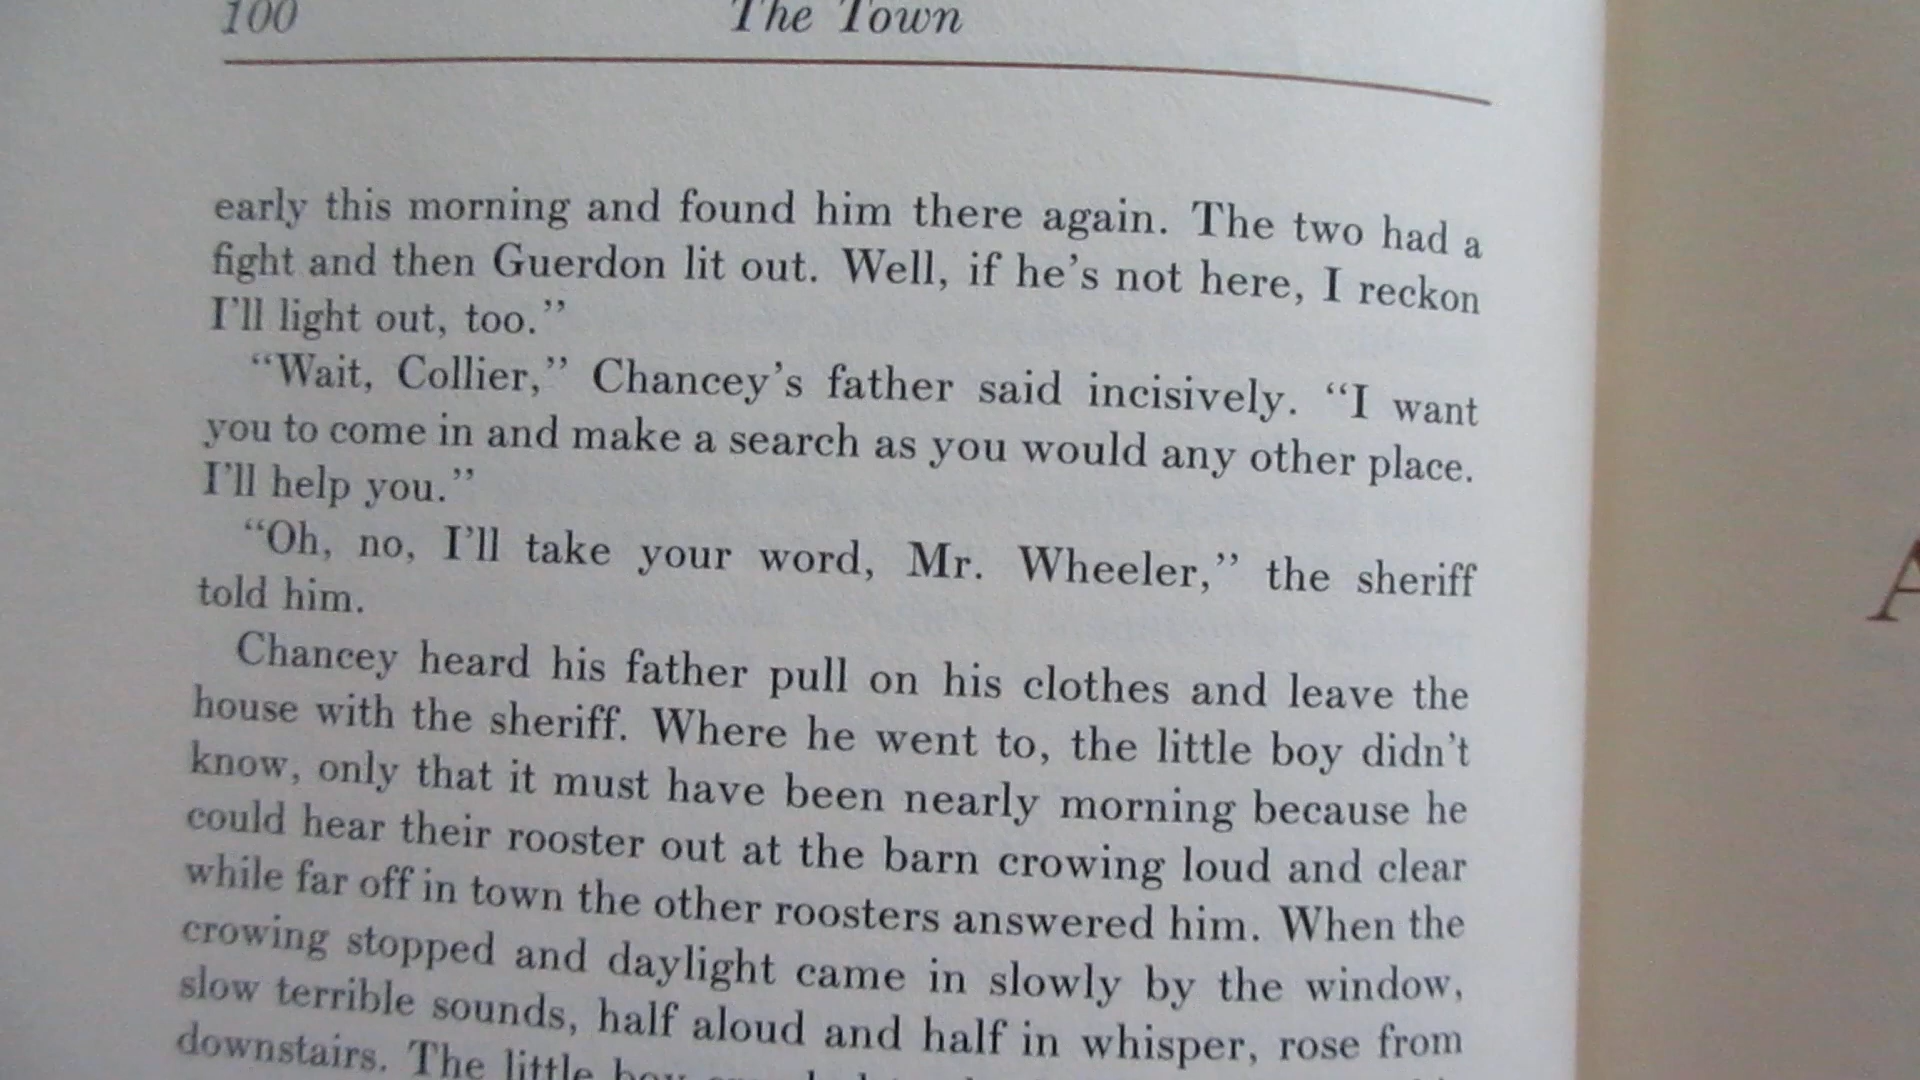 100 The Town
early this morning and found him there again. The two had a
fight and then Guerdon lit out. Well, if he's not here, I reckon
I'll light out, too.”
“Wait, Collier,” Chancey's father said incisively. “I want
you to come in and make a search as you would any other place.
I'll help you.”
“Oh, no, I'll take your word, Mr. Wheeler,” the sheriff
told him.
Chancey heard his father pull on his clothes and leave the
house with the sheriff. Where he went to, the little boy didn't
know, only that it must have been nearly morning because he
could hear their rooster out at the barn crowing loud and clear
while far off in town the other roosters answered him. When the
crowing stopped and daylight came in slowly by the window,
slow terrible sounds, half aloud and half in whisper, rose from
downstairs. The little boy